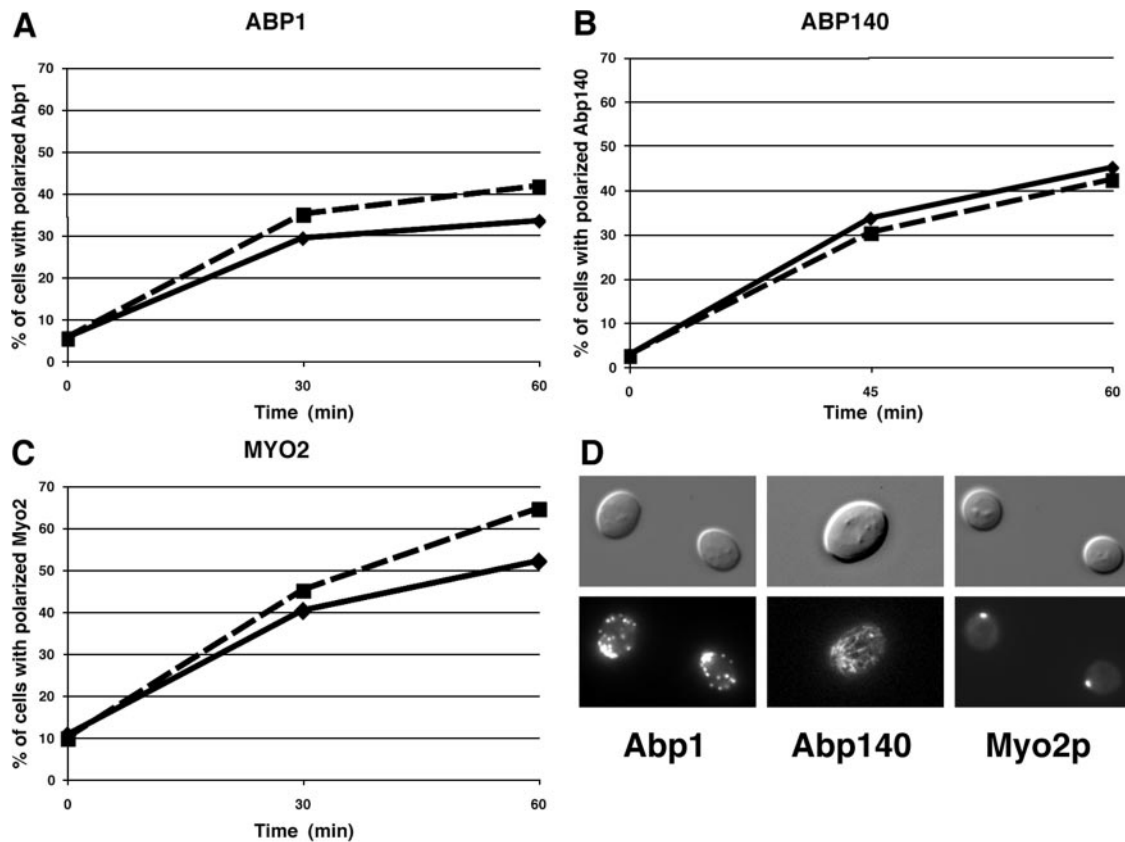 A
ABP1
% of cells with polarized Abp1
70
60
50
40
30
20
10
0
0 30 60
Time (min)
B
ABP140
% of cells with polarized Abp140
70
60
50
40
30
20
10
0
0 45 60
Time (min)
C
MYO2
% of cells with polarized Myo2
70
60
50
40
30
20
10
0
0 30 60
Time (min)
D
Abp1 Abp140 Myo2p